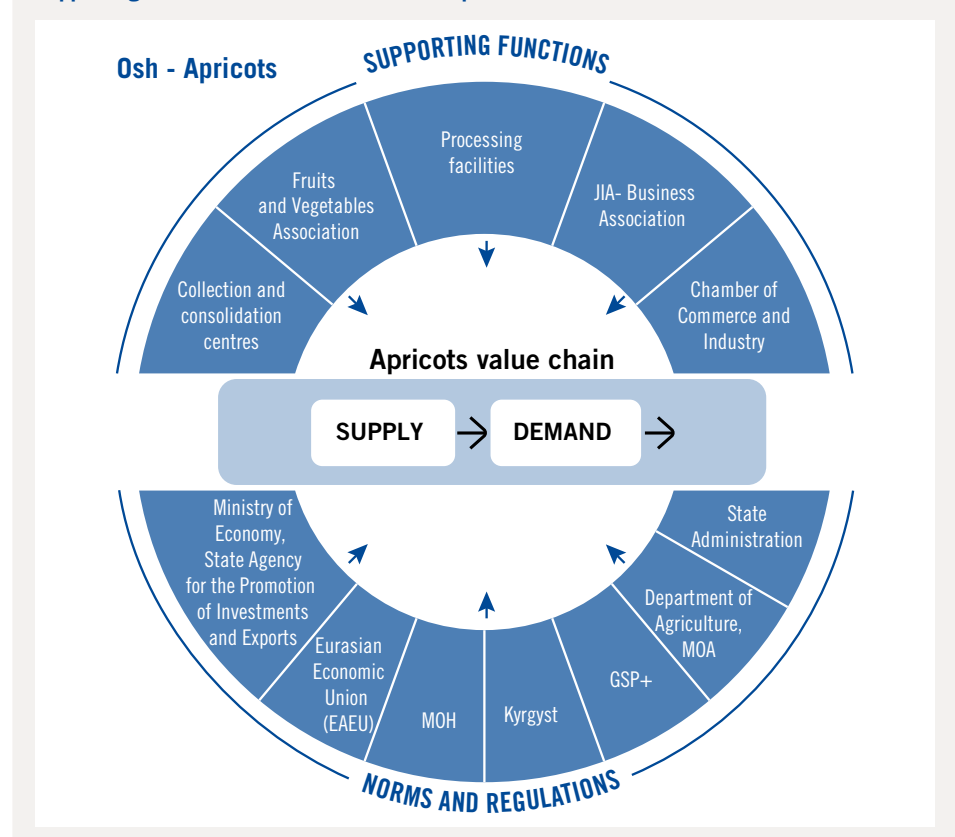 Osh - Apricots
SUPPORTING FUNCTIONS
Processing
facilities
Fruits
and Vegetables
Association
JIA- Business
Association
Collection and
consolidation
centres
Chamber of
Commerce and
Industry
Apricots value chain
SUPPLY
DEMAND
Ministry of
Economy,
State Agency
for the Promotion
of Investments
and Exports
Eurasian
Economic
Union
(EAEU)
MOH
Kyrgyst
GSP+
Department of
Agriculture,
MOA
State
Administration
NORMS AND REGULATIONS